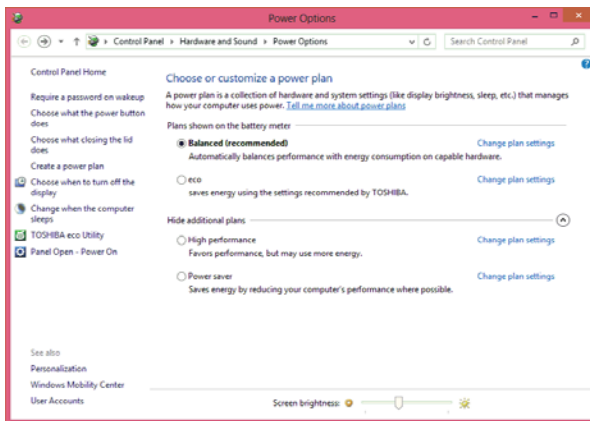 Power Options
Control Panel
Hardware and Sound
Power Options
Search Control Panel
Control Panel Home
Require a password on wakeup
Choose what the power button
does
Choose what closing the lid
does
Create a power plan
Choose when to turn off the
display
Change when the computer
sleeps
TOSHIBA eco Utility
Panel Open - Power On
See also
Personalization
Windows Mobility Center
User Accounts
Choose or customize a power plan
A power plan is a collection of hardware and system settings (like display brightness, sleep, etc.) that manages
how your computer uses power. Tell me more about power plans
Plans shown on the battery meter
Balanced (recommended) Change plan settings
Automatically balances performance with energy consumption on capable hardware.
eco Change plan settings
saves energy using the settings recommended by TOSHIBA.
Hide additional plans
High performance Change plan settings
Favors performance, but may use more energy.
Power saver Change plan settings
Saves energy by reducing your computer's performance where possible.
Screen brightness: